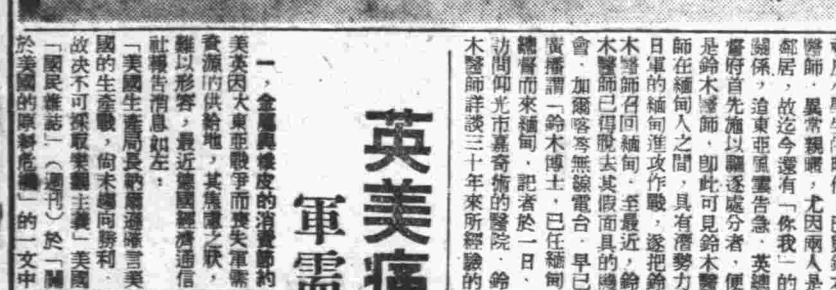 醫師，異常親暱，尤因兩人是
鄰居，故迄今還有「你我」的
關係，迨東亞風雲告急，英總
督府首先施以驅逐處分者，便
是鈴木醫師，卽此可見鈴木醫
師在緬甸人之間，具有潛勢力
日軍的緬甸進攻作戰，遂把鈴
木醫師召回緬甸，至最近，鈴
木醫師已得脫去其假面具的機
會，加爾各答無線電台，早已
廣播謂「鈴木博士，已任緬甸
總督而來緬甸，記者於一日，
訪問仰光市嘉奇街的醫院，鈴
木醫師詳談三十年來所經驗的
英美痛
軍需
一，金屬與橡皮的消費節約
美英因大東亞戰爭而喪失軍需
資源的供給地，其焦慮之狀，
難以形容，最近德國經濟通信
社報告消息如左，
「美國生產局長納爾遜確言美
國的生產戰，尚未趨向勝利，
故决不可採取樂觀主義」美國
「國民雜誌」（週刊）於「關
於美國的原料危機」的一文中